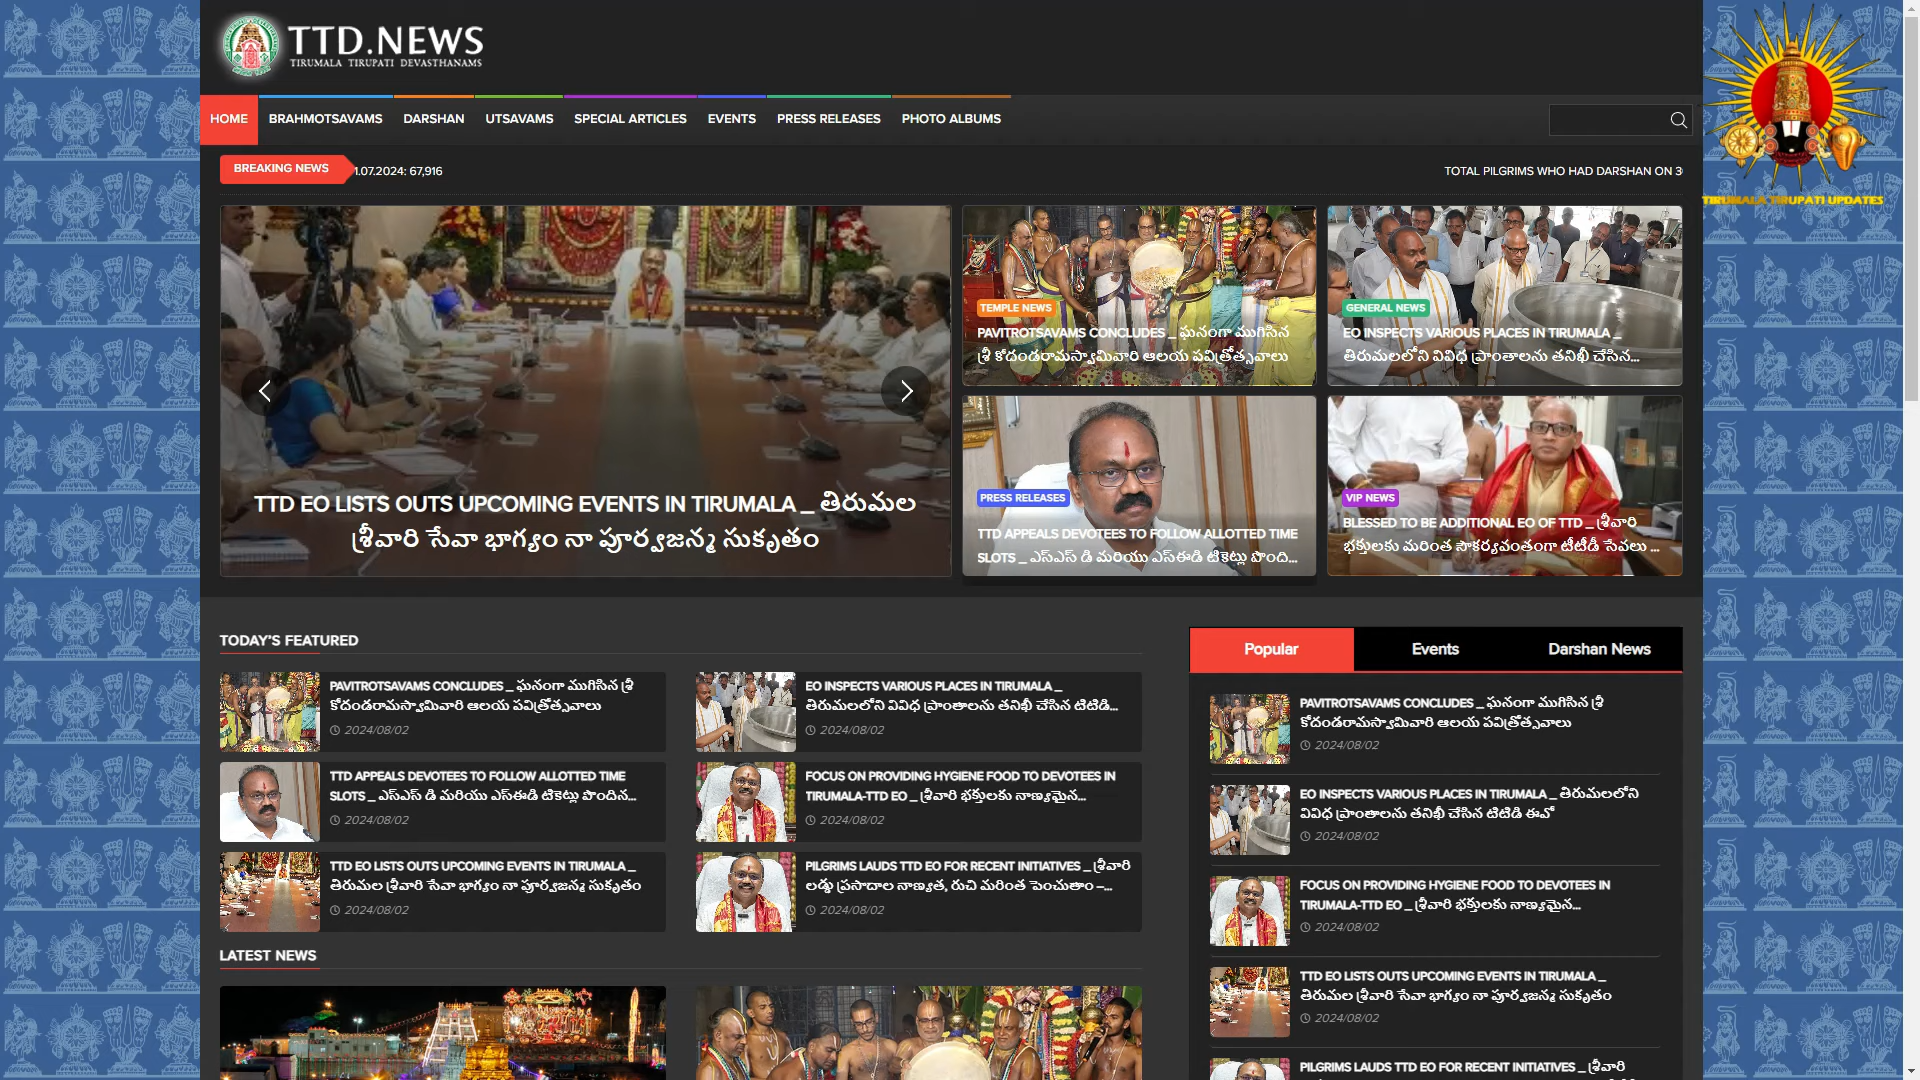 TTD.NEWS
TIRUMALA TIRUPATI DEVASTHANAMS
HOME
BRAHMOTSAVAMS
DARSHAN
UTSAVAMS
SPECIAL ARTICLES
EVENTS
PRESS RELEASES
PHOTO ALBUMS
TIRUMALA TIRUPATI UPDATES
BREAKING NEWS
1.07.2024: 67,916
TOTAL PILGRIMS WHO HAD DARSHAN ON 3
TTD EO LISTS OUTS UPCOMING EVENTS IN TIRUMALA _ తిరుమల
శ్రీవారి సేవా భాగ్యం నా పూర్వజన్మ సుకృతం
TEMPLE NEWS
PAVITROTSAVAMS CONCLUDES _ ఘనంగా ముగిసిన
శ్రీ కోదండరామస్వామివారి ఆలయ పవిత్రోత్సవాలు
GENERAL NEWS
EO INSPECTS VARIOUS PLACES IN TIRUMALA _
తిరుమలలోని వివిధ ప్రాంతాలను తనిఖీ చేసిన...
PRESS RELEASES
TTD APPEALS DEVOTEES TO FOLLOW ALLOTTED TIME
SLOTS _ ఎస్ఎస్ డి మరియు ఎస్ఈడి టికెట్లు పొంది...
VIP NEWS
BLESSED TO BE ADDITIONAL EO OF TTD _ శ్రీవారి
భక్తులకు మరింత సౌకర్యవంతంగా టీటీడీ సేవలు ...
TODAY'S FEATURED
PAVITROTSAVAMS CONCLUDES _ ఘనంగా ముగిసిన శ్రీ
కోదండరామస్వామివారి ఆలయ పవిత్రోత్సవాలు
2024/08/02
EO INSPECTS VARIOUS PLACES IN TIRUMALA _
తిరుమలలోని వివిధ ప్రాంతాలను తనిఖీ చేసిన టిటిడి...
2024/08/02
TTD APPEALS DEVOTEES TO FOLLOW ALLOTTED TIME
SLOTS _ ఎస్ఎస్ డి మరియు ఎస్ఈడి టికెట్లు పొందిన...
2024/08/02
FOCUS ON PROVIDING HYGIENE FOOD TO DEVOTEES IN
TIRUMALA-TTD EO _ శ్రీవారి భక్తులకు నాణ్యమైన...
2024/08/02
TTD EO LISTS OUTS UPCOMING EVENTS IN TIRUMALA _
తిరుమల శ్రీవారి సేవా భాగ్యం నా పూర్వజన్మ సుకృతం
2024/08/02
PILGRIMS LAUDS TTD EO FOR RECENT INITIATIVES _ శ్రీవారి
లడ్డు ప్రసాదాల నాణ్యత, రుచి మరింత పెంచుతాం –...
2024/08/02
LATEST NEWS
Popular
Events
Darshan News
PAVITROTSAVAMS CONCLUDES _ ఘనంగా ముగిసిన శ్రీ
కోదండరామస్వామివారి ఆలయ పవిత్రోత్సవాలు
2024/08/02
EO INSPECTS VARIOUS PLACES IN TIRUMALA _ తిరుమలలోని
వివిధ ప్రాంతాలను తనిఖీ చేసిన టిటిడి ఈవో
2024/08/02
FOCUS ON PROVIDING HYGIENE FOOD TO DEVOTEES IN
TIRUMALA-TTD EO _ శ్రీవారి భక్తులకు నాణ్యమైన...
2024/08/02
TTD EO LISTS OUTS UPCOMING EVENTS IN TIRUMALA _
తిరుమల శ్రీవారి సేవా భాగ్యం నా పూర్వజన్మ సుకృతం
2024/08/02
PILGRIMS LAUDS TTD EO FOR RECENT INITIATIVES _ శ్రీవారి